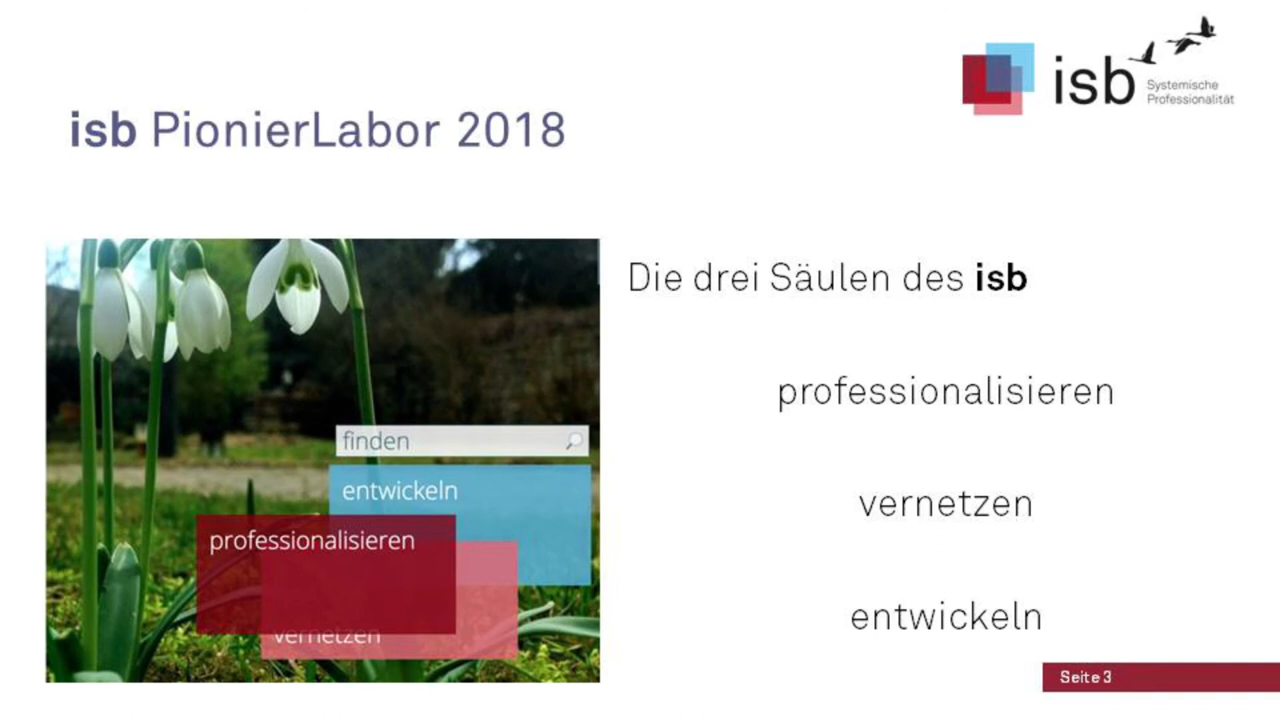 isb
Systemische
Professionalität
isb PionierLabor 2018
Die drei Säulen des isb
professionalisieren
vernetzen
entwickeln
finden
entwickeln
professionalisieren
vernetzen
Seite 3